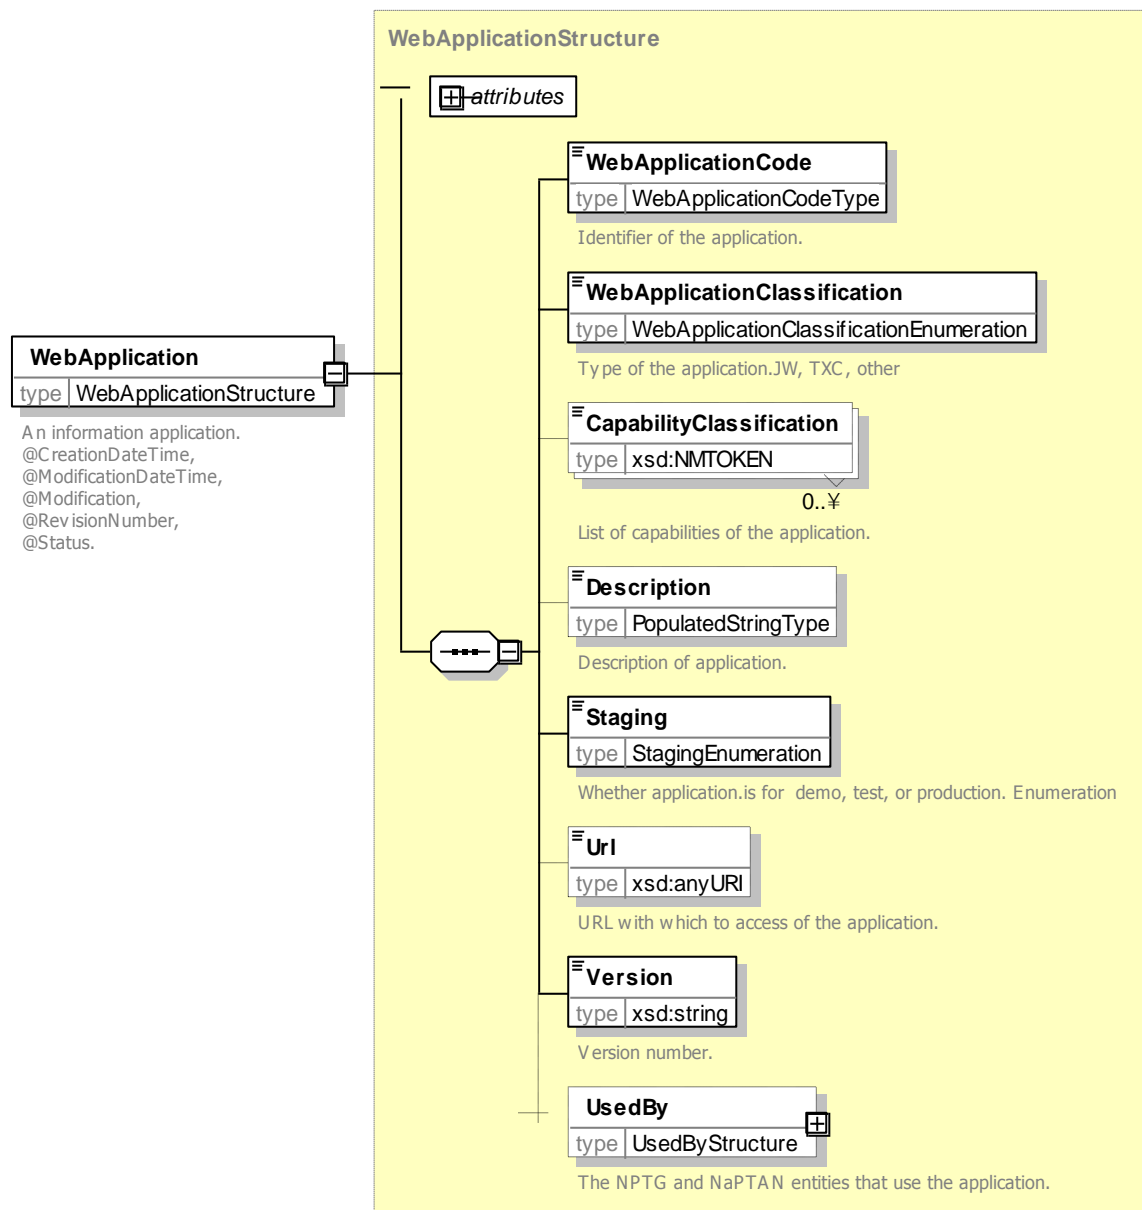 WebApplicationStructure
attributes
WebApplicationCode
type WebApplicationCodeType
Identifier of the application.
WebApplicationClassification
type WebApplicationClassificationEnumeration
Type of the application.JW, TXC, other
WebApplication
type WebApplicationStructure
An information application.
@CreationDateTime,
@ModificationDateTime,
@Modification,
@RevisionNumber,
@Status.
CapabilityClassification
type xsd:NMTOKEN
0..¥
List of capabilities of the application.
Description
type PopulatedStringType
Description of application.
Staging
type StagingEnumeration
Whether application.is for demo, test, or production. Enumeration
Url
type xsd:anyURI
URL with which to access of the application.
Version
type xsd:string
Version number.
UsedBy
type UsedByStructure
The NPTG and NaPTAN entities that use the application.